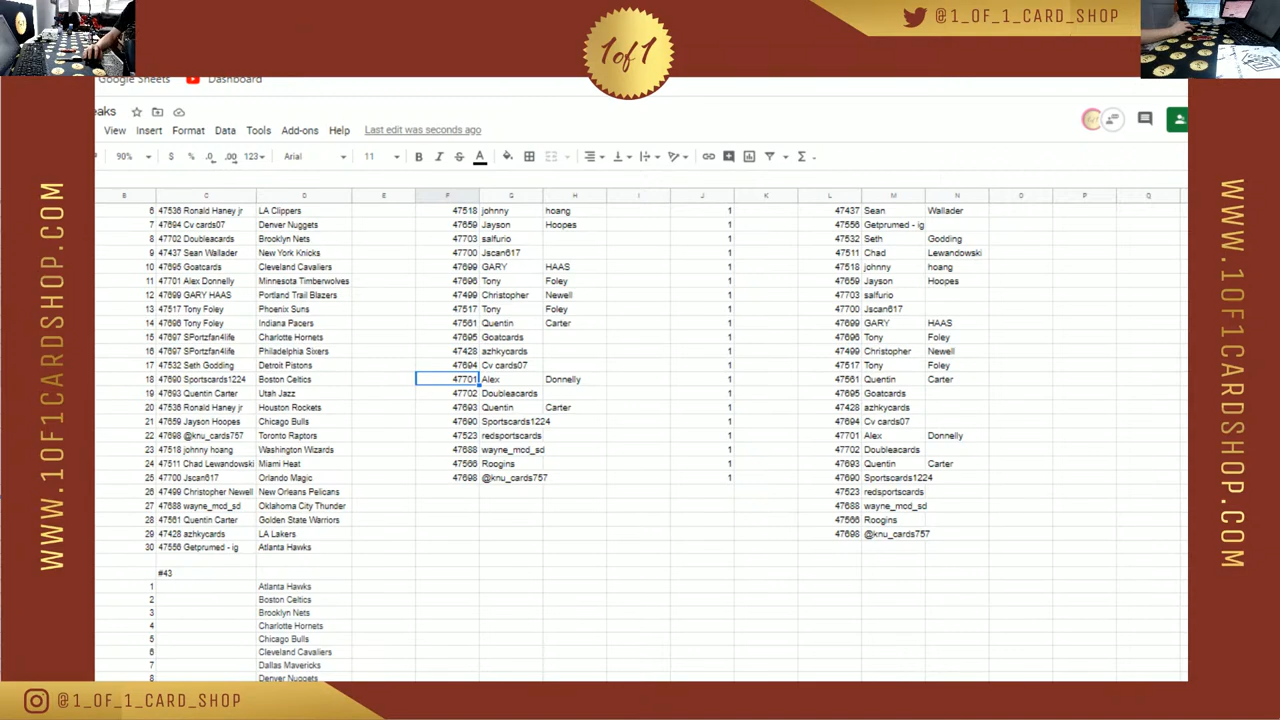 @1_OF_1_CARD_SHOP
1of1
Google Sheets Dashboard
eaks
View Insert Format Data Tools Add-ons Help Last edit was seconds ago
90% $ % .0 .00 123 Arial 11 B I S A
B C D E F G H I J K L M N O P Q
6 47536 Ronald Haney jr LA Clippers 47518 johnny hoang 1 47437 Sean Wallader
7 47694 Cv cards07 Denver Nuggets 47659 Jayson Hoopes 1 47556 Getprumed - ig
8 47702 Doubleacards Brooklyn Nets 47703 salfurio 1 47532 Seth Godding
9 47437 Sean Wallader New York Knicks 47700 Jscan617 1 47511 Chad Lewandowski
10 47695 Goatcards Cleveland Cavaliers 47699 GARY HAAS 1 47518 johnny hoang
11 47701 Alex Donnelly Minnesota Timberwolves 47696 Tony Foley 1 47659 Jayson Hoopes
12 47699 GARY HAAS Portland Trail Blazers 47499 Christopher Newell 1 47703 salfurio
13 47517 Tony Foley Phoenix Suns 47517 Tony Foley 1 47700 Jscan617
14 47696 Tony Foley Indiana Pacers 47561 Quentin Carter 1 47699 GARY HAAS
15 47697 SPortzfan4life Charlotte Hornets 47695 Goatcards 1 47696 Tony Foley
16 47697 SPortzfan4life Philadelphia Sixers 47428 azhkycards 1 47499 Christopher Newell
17 47532 Seth Godding Detroit Pistons 47694 Cv cards07 1 47517 Tony Foley
18 47690 Sportscards1224 Boston Celtics 47701 Alex Donnelly 1 47561 Quentin Carter
19 47693 Quentin Carter Utah Jazz 47702 Doubleacards 1 47695 Goatcards
20 47536 Ronald Haney jr Houston Rockets 47693 Quentin Carter 1 47428 azhkycards
21 47659 Jayson Hoopes Chicago Bulls 47690 Sportscards1224 1 47694 Cv cards07
22 47698 @knu_cards757 Toronto Raptors 47523 redsportscards 1 47701 Alex Donnelly
23 47518 johnny hoang Washington Wizards 47688 wayne_mcd_sd 1 47702 Doubleacards
24 47511 Chad Lewandowski Miami Heat 47566 Roogins 1 47693 Quentin Carter
25 47700 Jscan617 Orlando Magic 47698 @knu_cards757 1 47690 Sportscards1224
26 47499 Christopher Newell New Orleans Pelicans 47523 redsportscards
27 47688 wayne_mcd_sd Oklahoma City Thunder 47688 wayne_mcd_sd
28 47561 Quentin Carter Golden State Warriors 47566 Roogins
29 47428 azhkycards LA Lakers 47698 @knu_cards757
30 47556 Getprumed - ig Atlanta Hawks
#43
1 Atlanta Hawks
2 Boston Celtics
3 Brooklyn Nets
4 Charlotte Hornets
5 Chicago Bulls
6 Cleveland Cavaliers
7 Dallas Mavericks
8 Denver Nuggets
WWW.1OF1CARDSHOP.COM
WWW.1OF1CARDSHOP.COM
@1_OF_1_CARD_SHOP